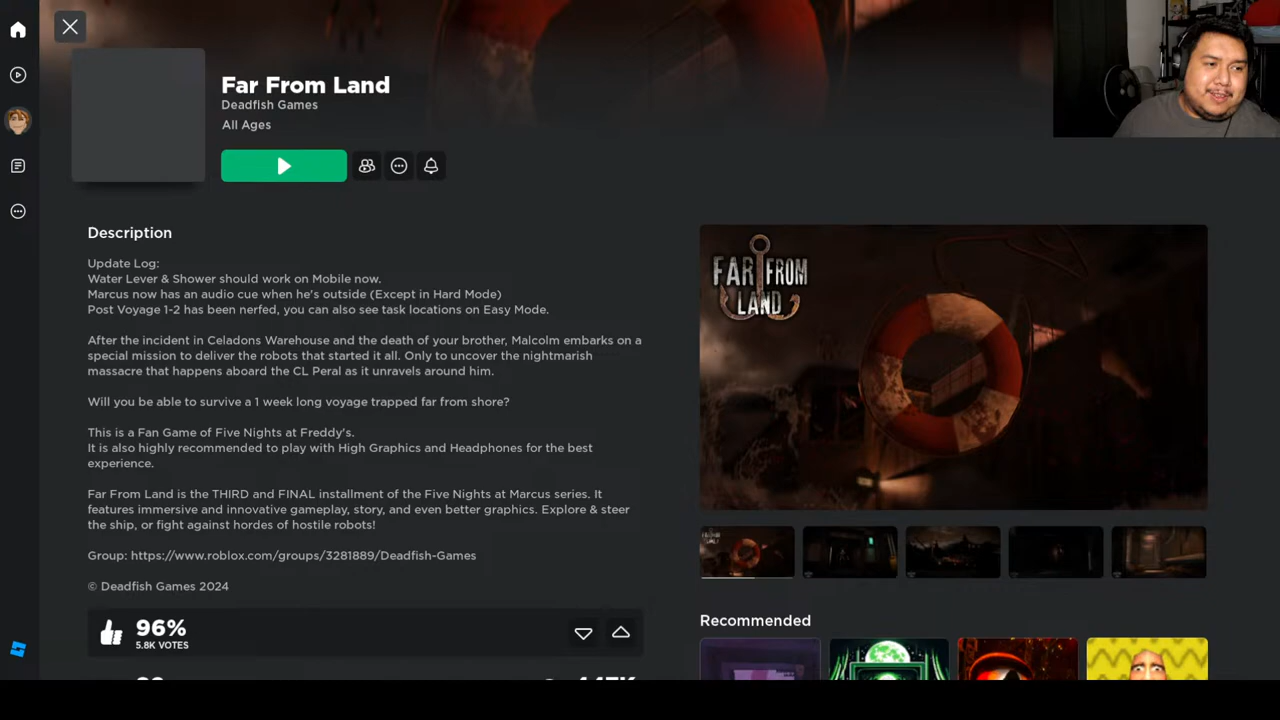 Far From Land
Deadfish Games
All Ages
Description
Update Log:
Water Lever & Shower should work on Mobile now.
Marcus now has an audio cue when he's outside (Except in Hard Mode)
Post Voyage 1-2 has been nerfed, you can also see task locations on Easy Mode.
After the incident in Celadons Warehouse and the death of your brother, Malcolm embarks on a
special mission to deliver the robots that started it all. Only to uncover the nightmarish
massacre that happens aboard the CL Peral as it unravels around him.
Will you be able to survive a 1 week long voyage trapped far from shore?
This is a Fan Game of Five Nights at Freddy's.
It is also highly recommended to play with High Graphics and Headphones for the best
experience.
Far From Land is the THIRD and FINAL installment of the Five Nights at Marcus series. It
features immersive and innovative gameplay, story, and even better graphics. Explore & steer
the ship, or fight against hordes of hostile robots!
Group: https://www.roblox.com/groups/3281889/Deadfish-Games
© Deadfish Games 2024
96%
5.8K VOTES
FAR FROM
LAND
Recommended